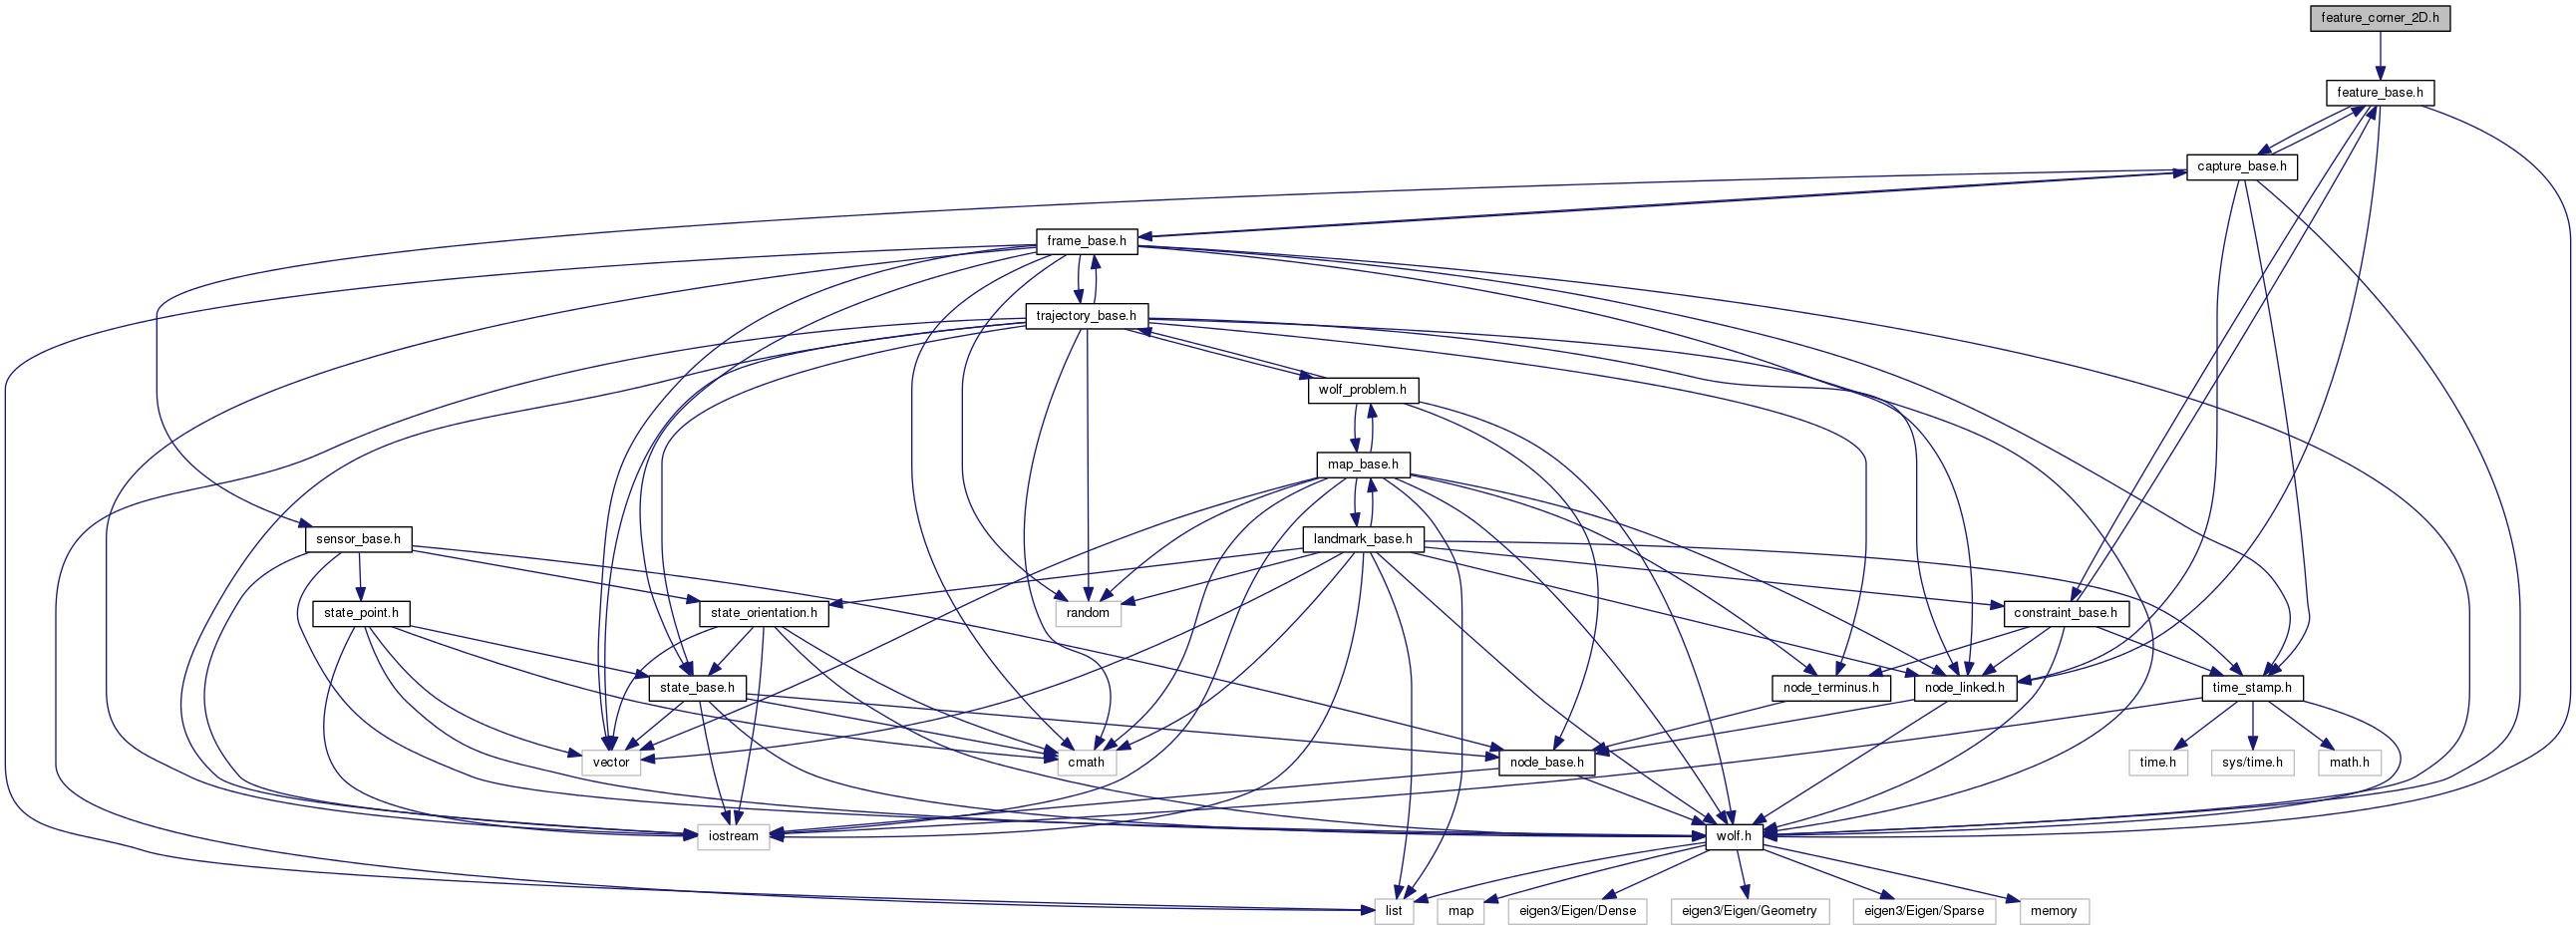 feature_corner_2D.h
feature_base.h
capture_base.h
frame_base.h
trajectory_base.h
wolf_problem.h
map_base.h
sensor_base.h
landmark_base.h
state_point.h
state_orientation.h
random
constraint_base.h
state_base.h
node_terminus.h
node_linked.h
time_stamp.h
vector
cmath
node_base.h
time.h
sys/time.h
math.h
iostream
wolf.h
list
map
eigen3/Eigen/Dense
eigen3/Eigen/Geometry
eigen3/Eigen/Sparse
memory